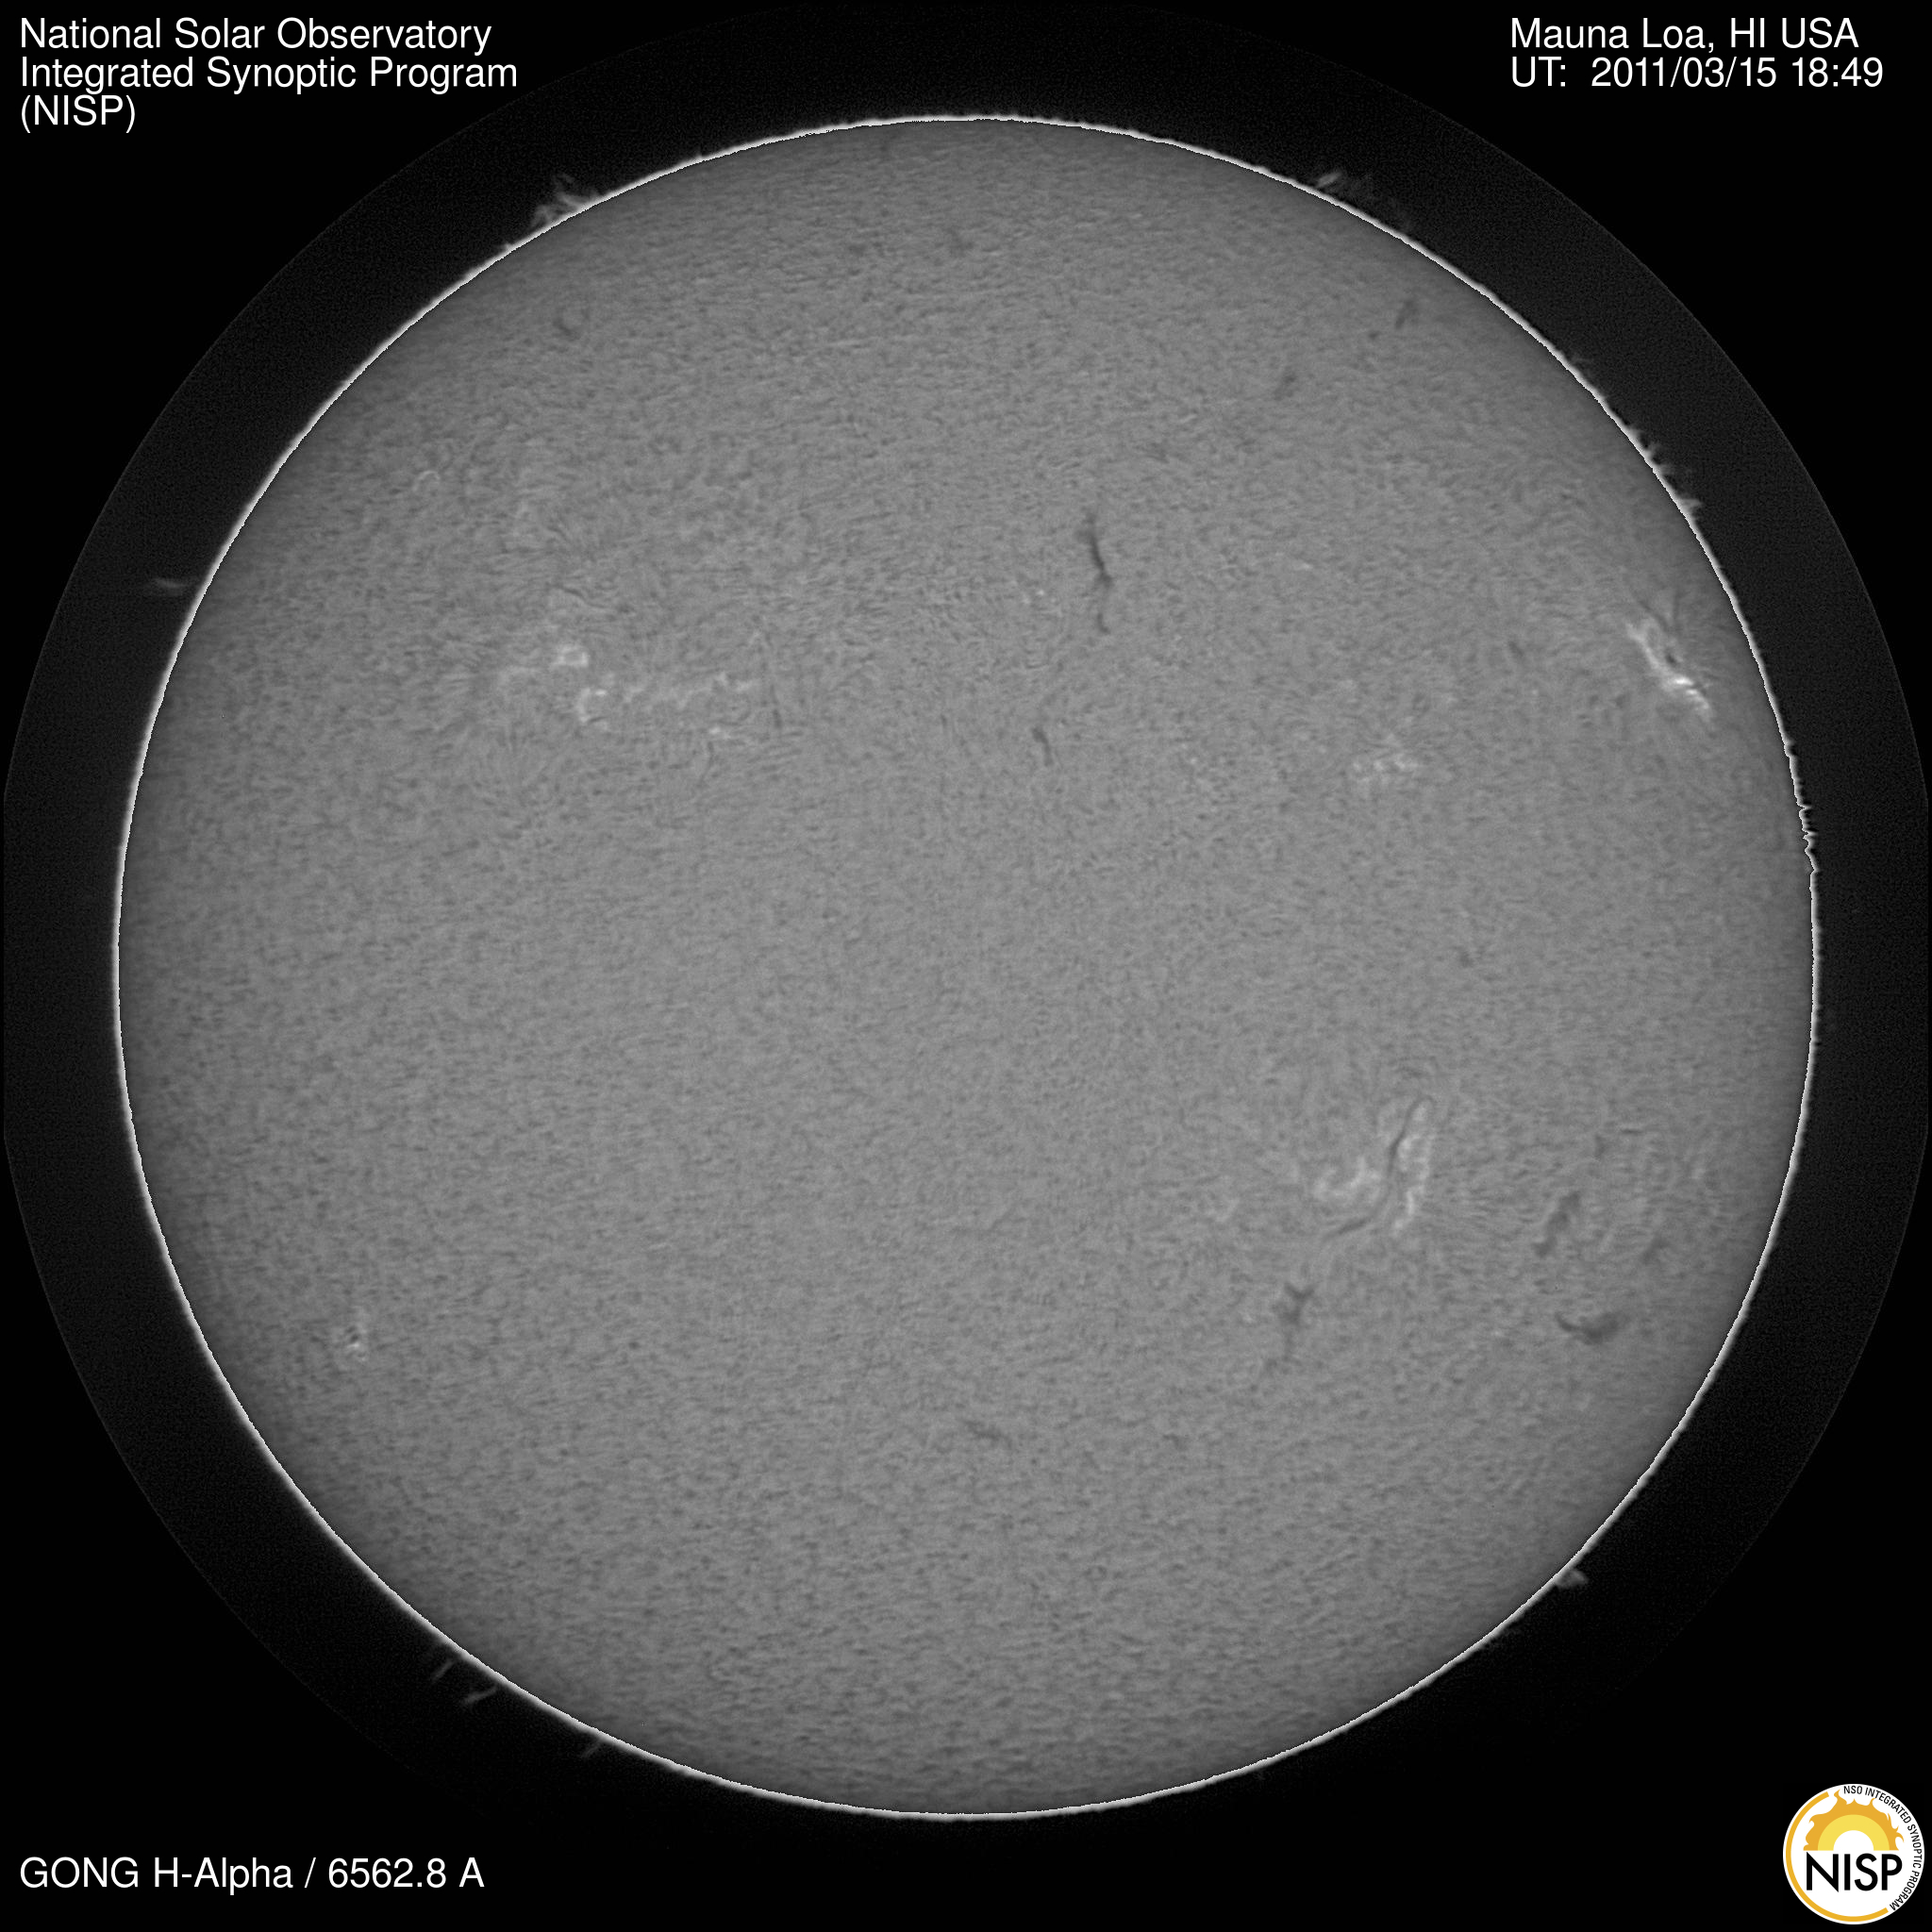 National Solar Observatory
Integrated Synoptic Program
(NISP)
Mauna Loa, HI USA
UT: 2011/03/15 18:49
GONG H-Alpha / 6562.8 A
NSO INTEGRATED SYNOPTIC PROGRAM
NISP